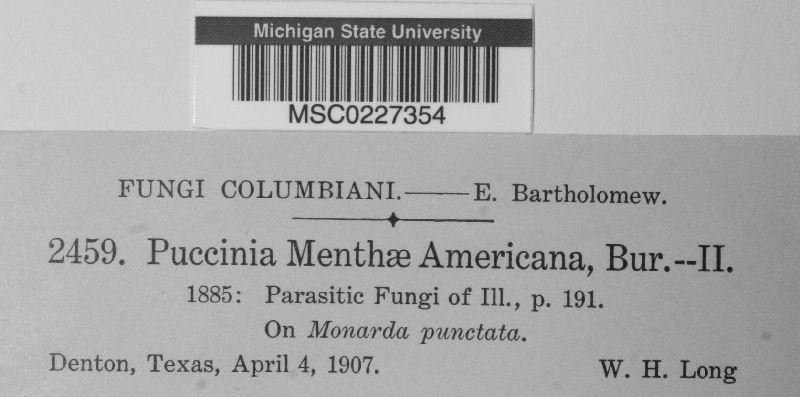 Michigan State University
MSC0227354
FUNGI COLUMBIANI.——E. Bartholomew.
2459. Puccinia Menthæ Americana, Bur.--II.
1885: Parasitic Fungi of Ill., p. 191.
On Monarda punctata.
Denton, Texas, April 4, 1907. W. H. Long